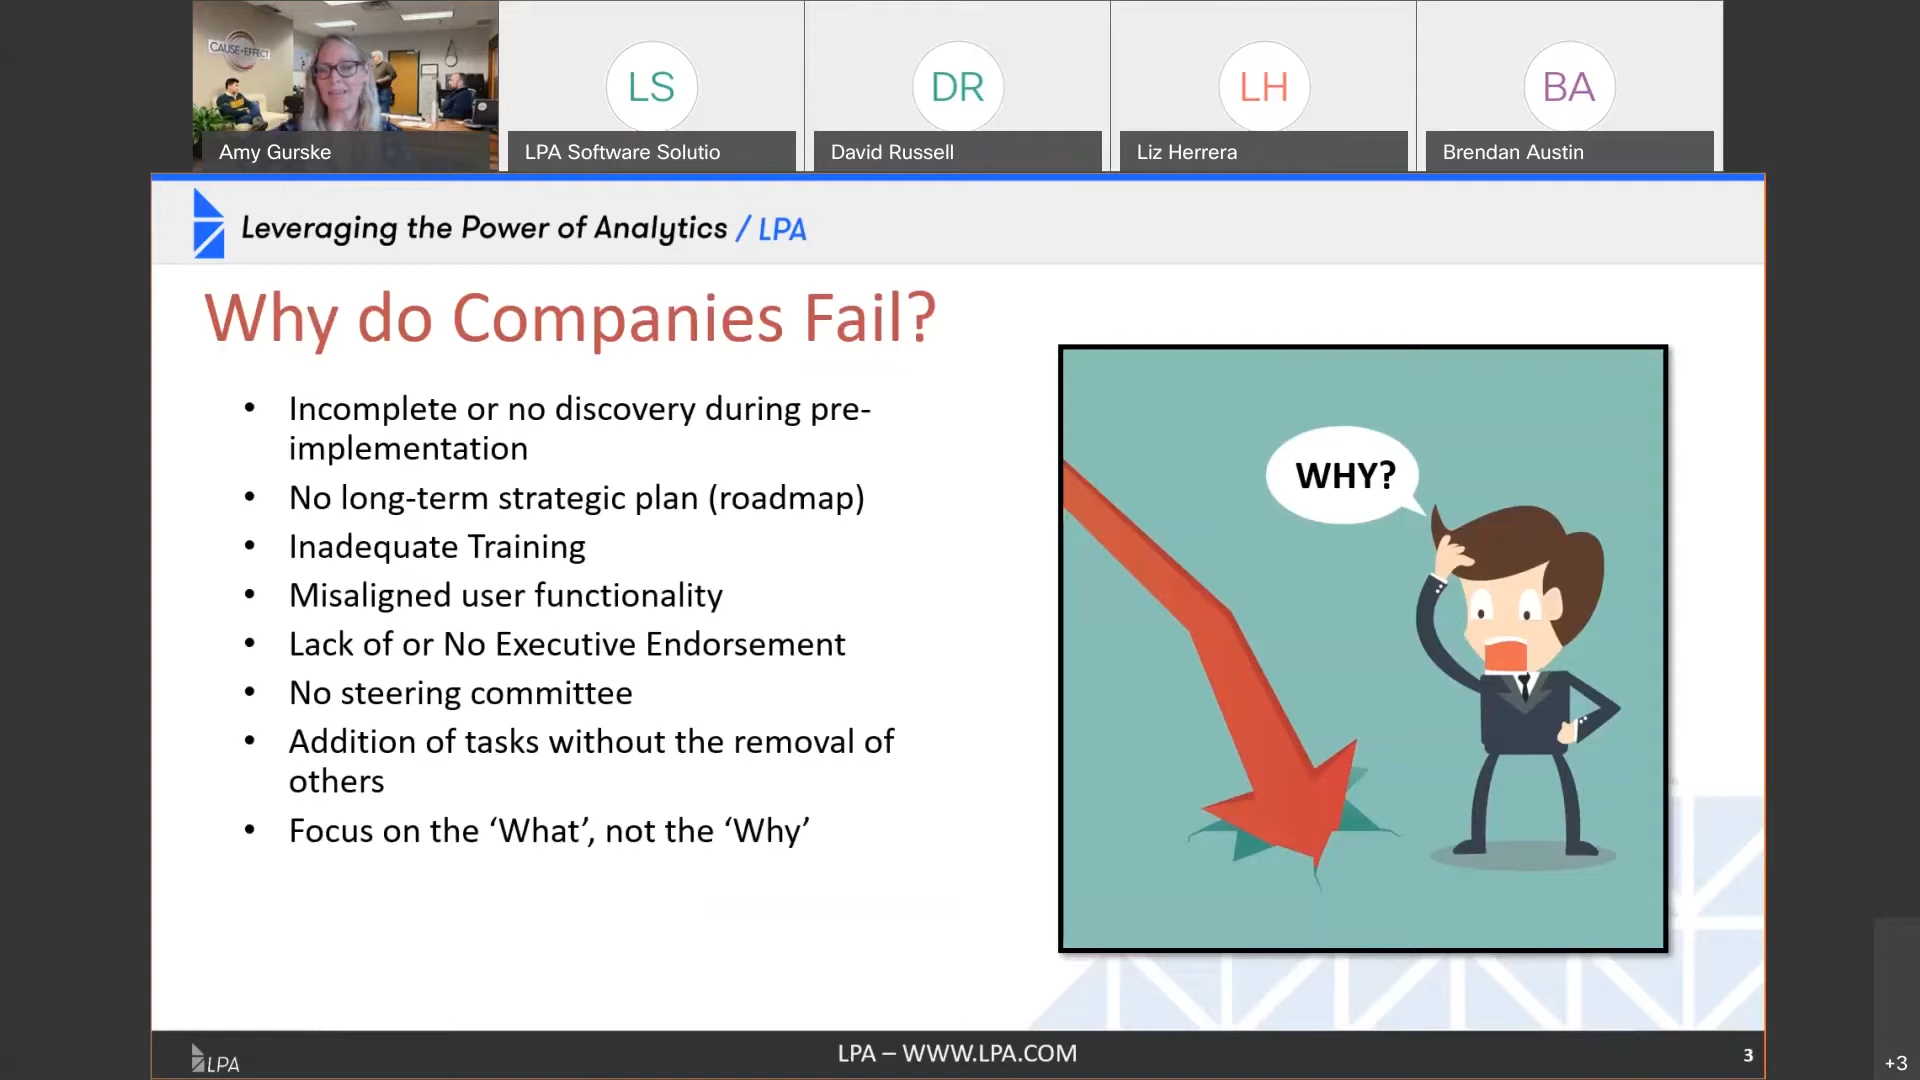 CAUSE+EFFECT
LS
DR
LH
BA
Amy Gurske
LPA Software Solutio
David Russell
Liz Herrera
Brendan Austin
Leveraging the Power of Analytics / LPA
Why do Companies Fail?
• Incomplete or no discovery during pre-
implementation
• No long-term strategic plan (roadmap)
• Inadequate Training
• Misaligned user functionality
• Lack of or No Executive Endorsement
• No steering committee
• Addition of tasks without the removal of
others
• Focus on the ‘What’, not the ‘Why’
WHY?
LPA
LPA – WWW.LPA.COM
3
+3